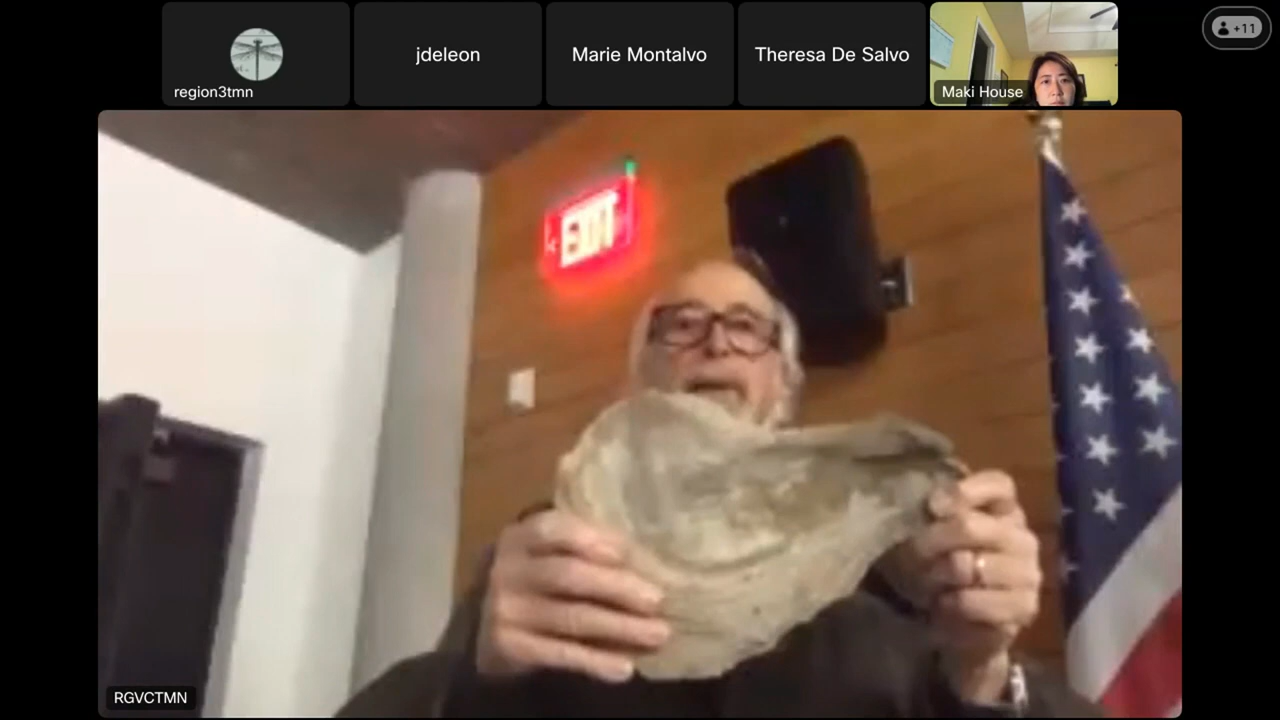 region3tmn
jdeleon
Marie Montalvo
Theresa De Salvo
Maki House
+11
EXIT
RGVCTMN